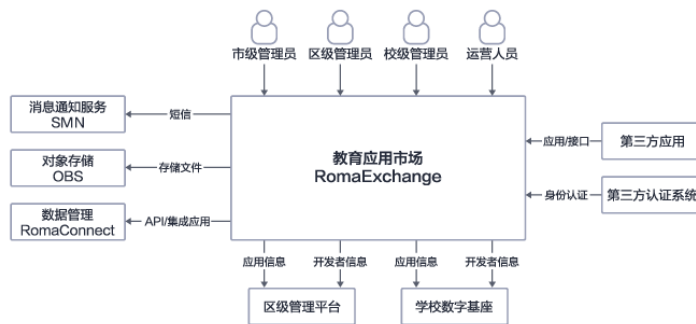 市级管理员
区级管理员
校级管理员
运营人员
消息通知服务
SMN
短信
对象存储
OBS
存储文件
数据管理
RomaConnect
API/集成应用
教育应用市场
RomaExchange
应用/接口
第三方应用
身份认证
第三方认证系统
应用信息
开发者信息
应用信息
开发者信息
区级管理平台
学校数字基座